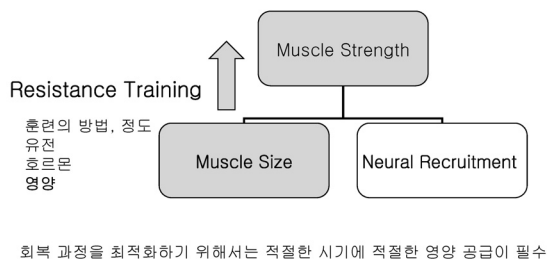 Muscle Strength
Resistance Training
훈련의 방법, 정도
유전
호르몬
영양
Muscle Size
Neural Recruitment
회복 과정을 최적화하기 위해서는 적절한 시기에 적절한 영양 공급이 필수